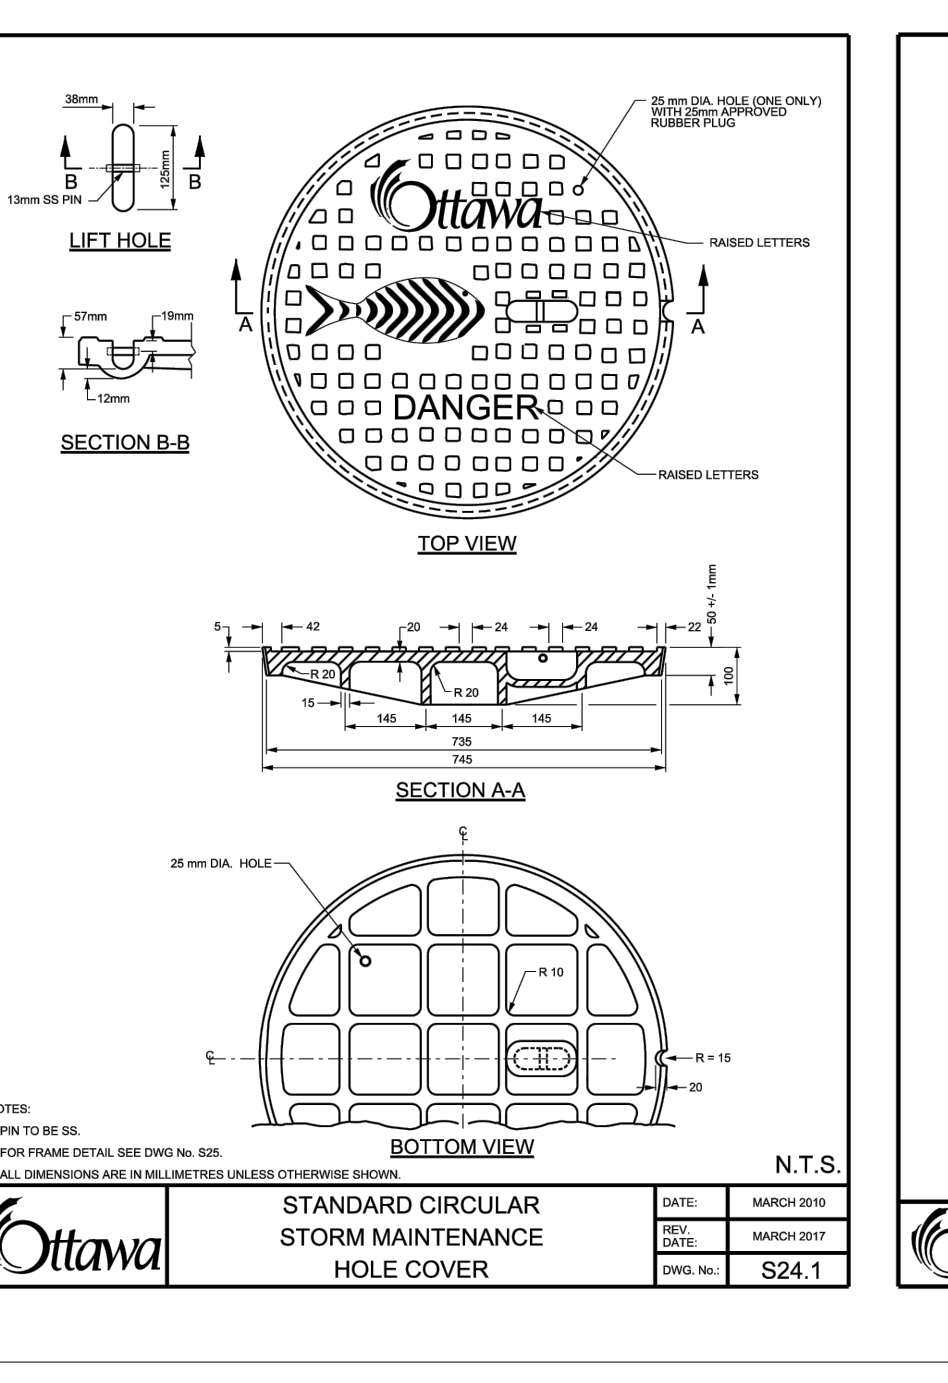 38mm
125mm
B
B
13mm SS PIN
LIFT HOLE
57mm
19mm
12mm
SECTION B-B
25 mm DIA. HOLE (ONE ONLY)
WITH 25mm APPROVED
RUBBER PLUG
Ottawa
RAISED LETTERS
A
A
DANGER
RAISED LETTERS
TOP VIEW
50 +/- 1mm
5
42
20
24
24
22
100
R 20
R 20
15
145
145
145
735
745
SECTION A-A
℄
25 mm DIA. HOLE
R 10
℄
R = 15
20
BOTTOM VIEW
OTES:
PIN TO BE SS.
FOR FRAME DETAIL SEE DWG No. S25.
ALL DIMENSIONS ARE IN MILLIMETRES UNLESS OTHERWISE SHOWN.
N.T.S.
Ottawa
STANDARD CIRCULAR
STORM MAINTENANCE
HOLE COVER
DATE: MARCH 2010
REV.
DATE: MARCH 2017
DWG. No.: S24.1